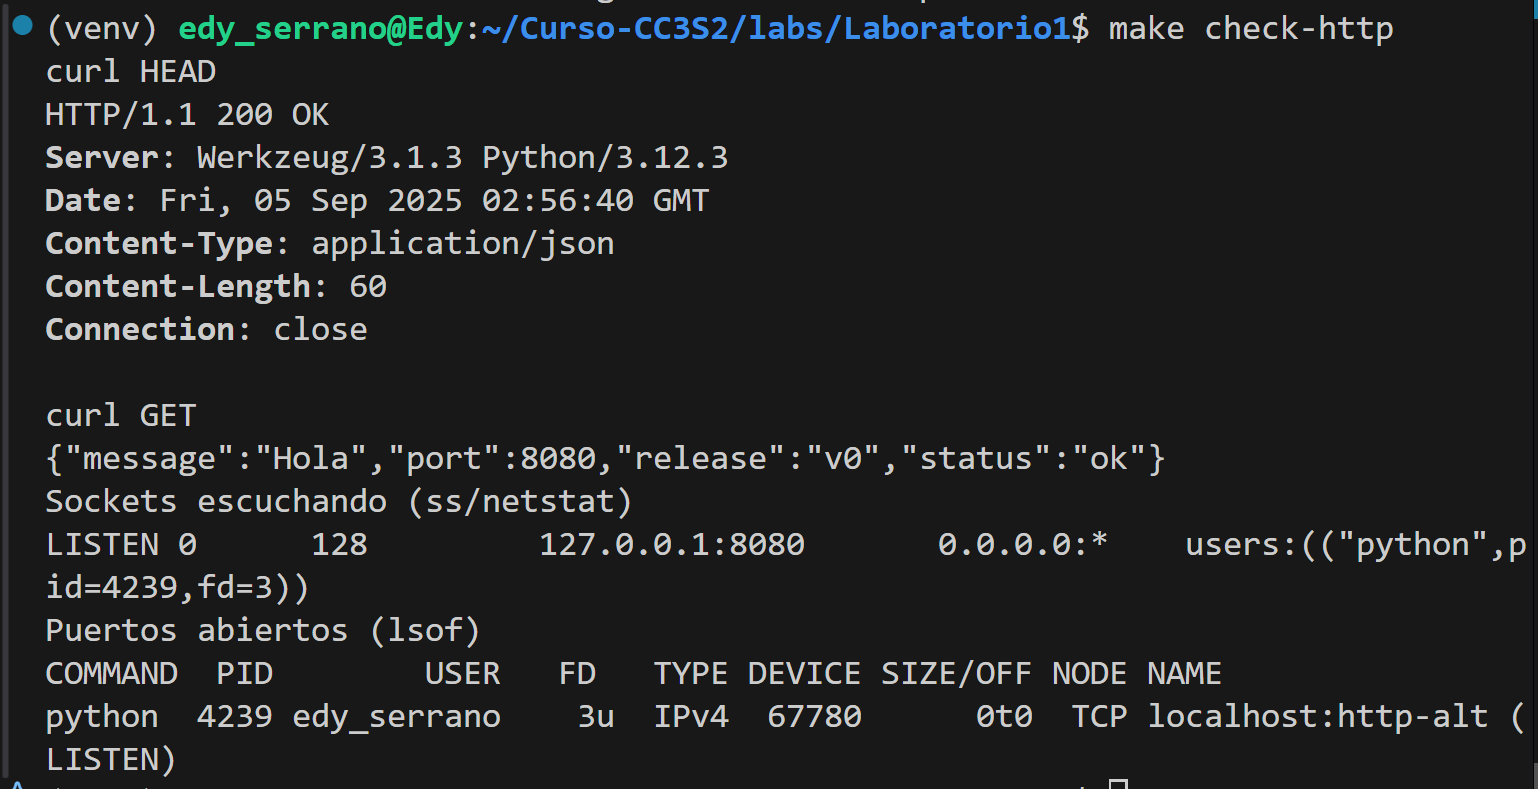 (venv) edy_serrano@Edy:~/Curso-CC3S2/labs/Laboratorio1$ make check-http
curl HEAD
HTTP/1.1 200 OK
Server: Werkzeug/3.1.3 Python/3.12.3
Date: Fri, 05 Sep 2025 02:56:40 GMT
Content-Type: application/json
Content-Length: 60
Connection: close
curl GET
{"message":"Hola","port":8080,"release":"v0","status":"ok"}
Sockets escuchando (ss/netstat)
LISTEN 0      128         127.0.0.1:8080       0.0.0.0:*    users:(("python",p
id=4239,fd=3))
Puertos abiertos (lsof)
COMMAND  PID        USER   FD   TYPE DEVICE SIZE/OFF NODE NAME
python  4239 edy_serrano    3u  IPv4  67780      0t0  TCP localhost:http-alt (
LISTEN)